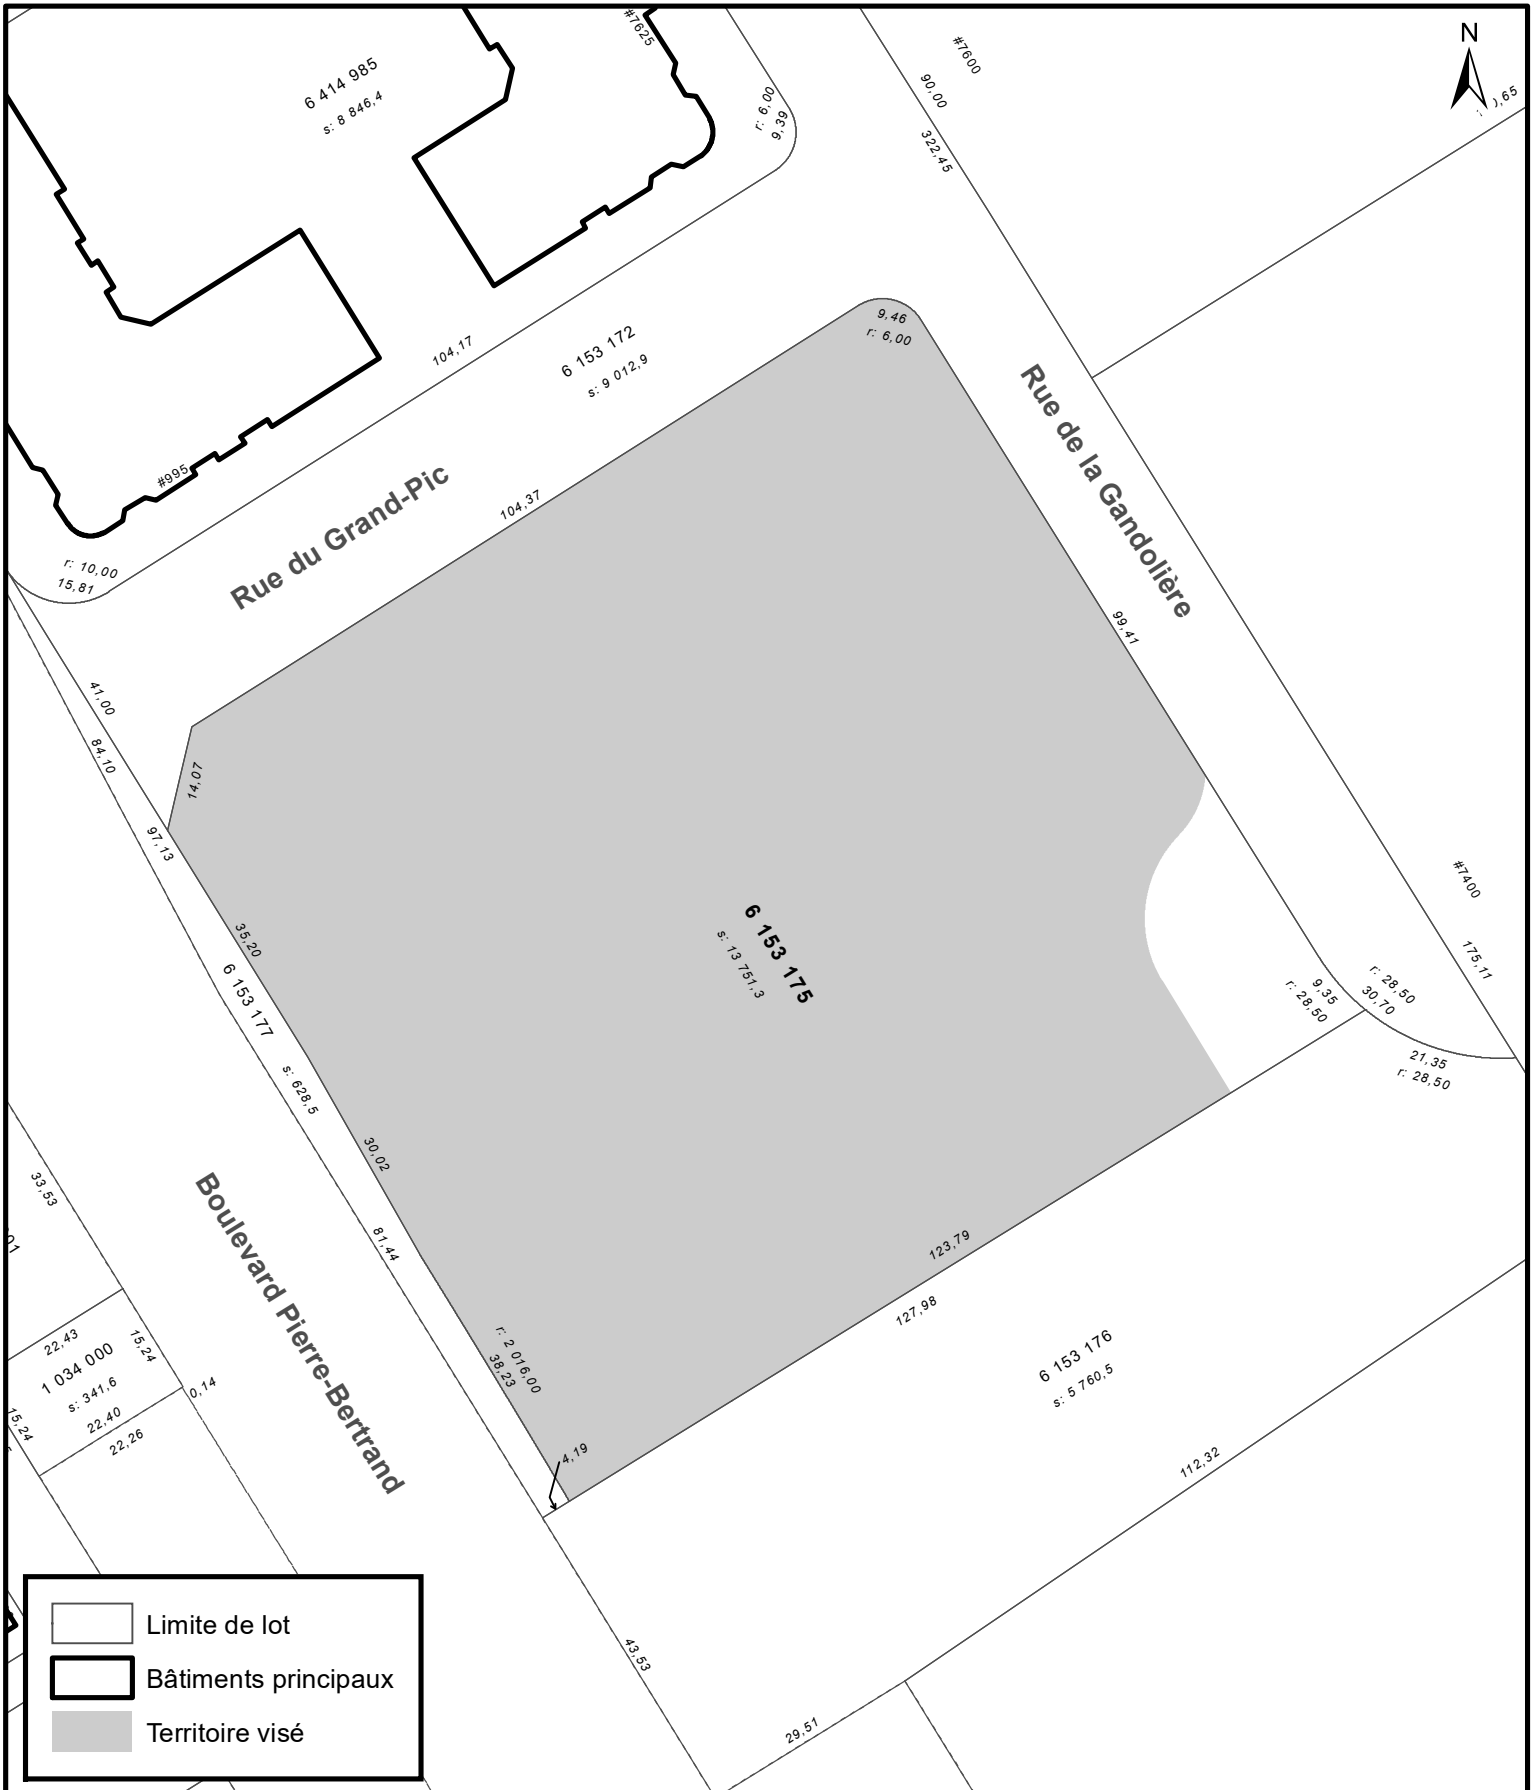 N
#7625
6 414 985
s: 8 846,4
r: 6,00
9,39
90,00
#7600
322,45
104,17
6 153 172
s: 9 012,9
9,46
r: 6,00
Rue de la Gandolière
#995
Rue du Grand-Pic
104,37
r: 10,00
15,81
99,41
41,00
84,10
14,07
97,13
#7400
35,20
6 153 175
s: 13 751,3
175,11
6 153 177
s: 628,5
r: 28,50
30,70
9,35
r: 28,50
21,35
r: 28,50
30,02
33,53
Boulevard Pierre-Bertrand
81,44
123,79
127,98
22,43
15,24
1 034 000
s: 341,6
0,14
22,40
22,26
15,24
r: 2 016,00
38,23
6 153 176
s: 5 760,5
4,19
112,32
43,53
29,51
Limite de lot
Bâtiments principaux
Territoire visé